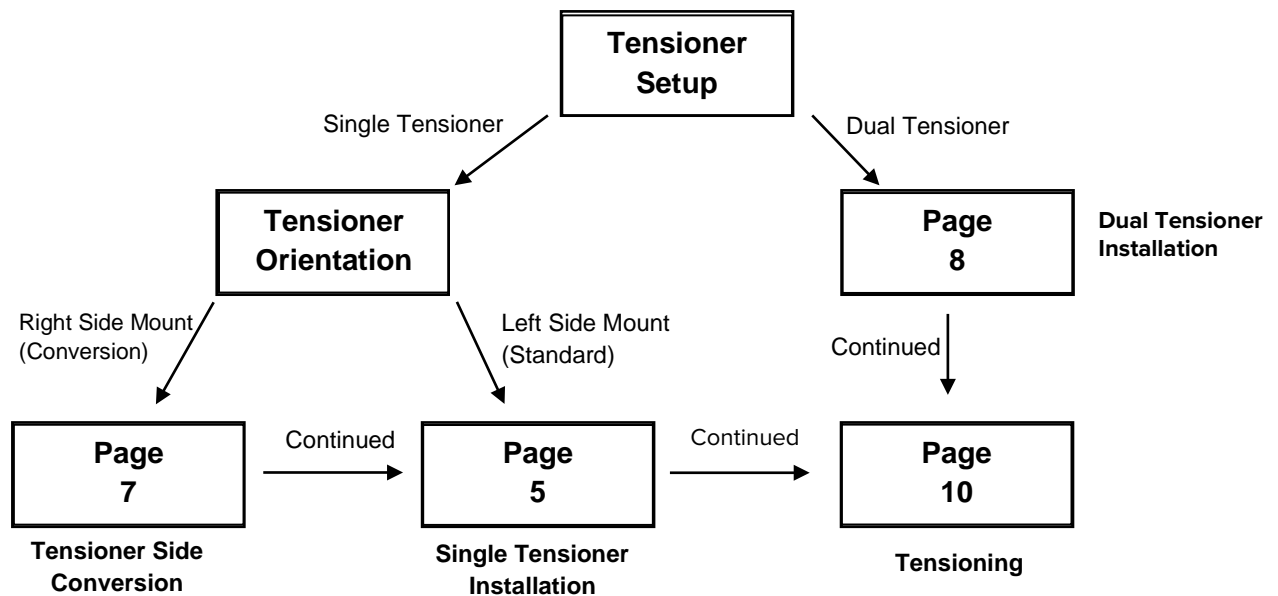 Tensioner
Setup
Single Tensioner
Dual Tensioner
Tensioner
Orientation
Page
8
Dual Tensioner
Installation
Right Side Mount
(Conversion)
Left Side Mount
(Standard)
Continued
Page
7
Continued
Page
5
Continued
Page
10
Tensioner Side
Conversion
Single Tensioner
Installation
Tensioning